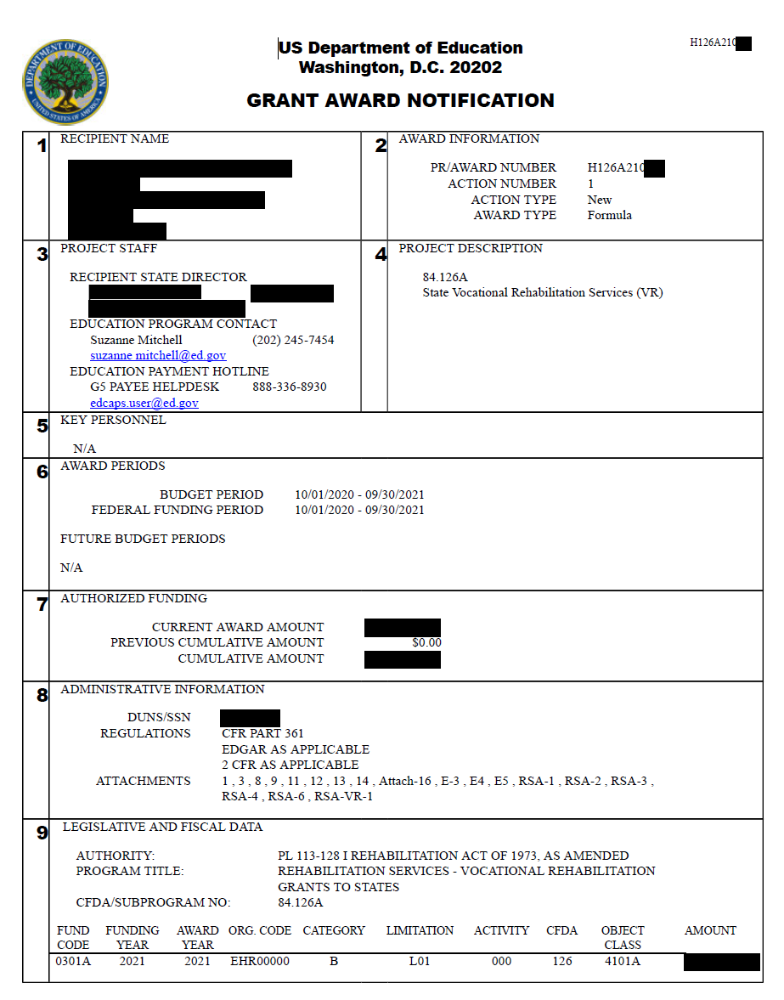 US Department of Education
Washington, D.C. 20202
GRANT AWARD NOTIFICATION
H126A210
DEPARTMENT OF EDUCATION
UNITED STATES OF AMERICA
1 RECIPIENT NAME
2 AWARD INFORMATION
PR/AWARD NUMBER H126A210
ACTION NUMBER 1
ACTION TYPE New
AWARD TYPE Formula
3 PROJECT STAFF
RECIPIENT STATE DIRECTOR
EDUCATION PROGRAM CONTACT
Suzanne Mitchell (202) 245-7454
suzanne mitchell@ed.gov
EDUCATION PAYMENT HOTLINE
G5 PAYEE HELPDESK 888-336-8930
edcaps.user@ed.gov
4 PROJECT DESCRIPTION
84.126A
State Vocational Rehabilitation Services (VR)
5 KEY PERSONNEL
N/A
6 AWARD PERIODS
BUDGET PERIOD 10/01/2020 - 09/30/2021
FEDERAL FUNDING PERIOD 10/01/2020 - 09/30/2021
FUTURE BUDGET PERIODS
N/A
7 AUTHORIZED FUNDING
CURRENT AWARD AMOUNT
PREVIOUS CUMULATIVE AMOUNT $0.00
CUMULATIVE AMOUNT
8 ADMINISTRATIVE INFORMATION
DUNS/SSN
REGULATIONS CFR PART 361
EDGAR AS APPLICABLE
2 CFR AS APPLICABLE
ATTACHMENTS 1 , 3 , 8 , 9 , 11 , 12 , 13 , 14 , Attach-16 , E-3 , E4 , E5 , RSA-1 , RSA-2 , RSA-3 ,
RSA-4 , RSA-6 , RSA-VR-1
9 LEGISLATIVE AND FISCAL DATA
AUTHORITY: PL 113-128 I REHABILITATION ACT OF 1973, AS AMENDED
PROGRAM TITLE: REHABILITATION SERVICES - VOCATIONAL REHABILITATION
GRANTS TO STATES
CFDA/SUBPROGRAM NO: 84.126A
FUND FUNDING AWARD ORG. CODE CATEGORY LIMITATION ACTIVITY CFDA OBJECT AMOUNT
CODE YEAR YEAR CLASS
0301A 2021 2021 EHR00000 B L01 000 126 4101A